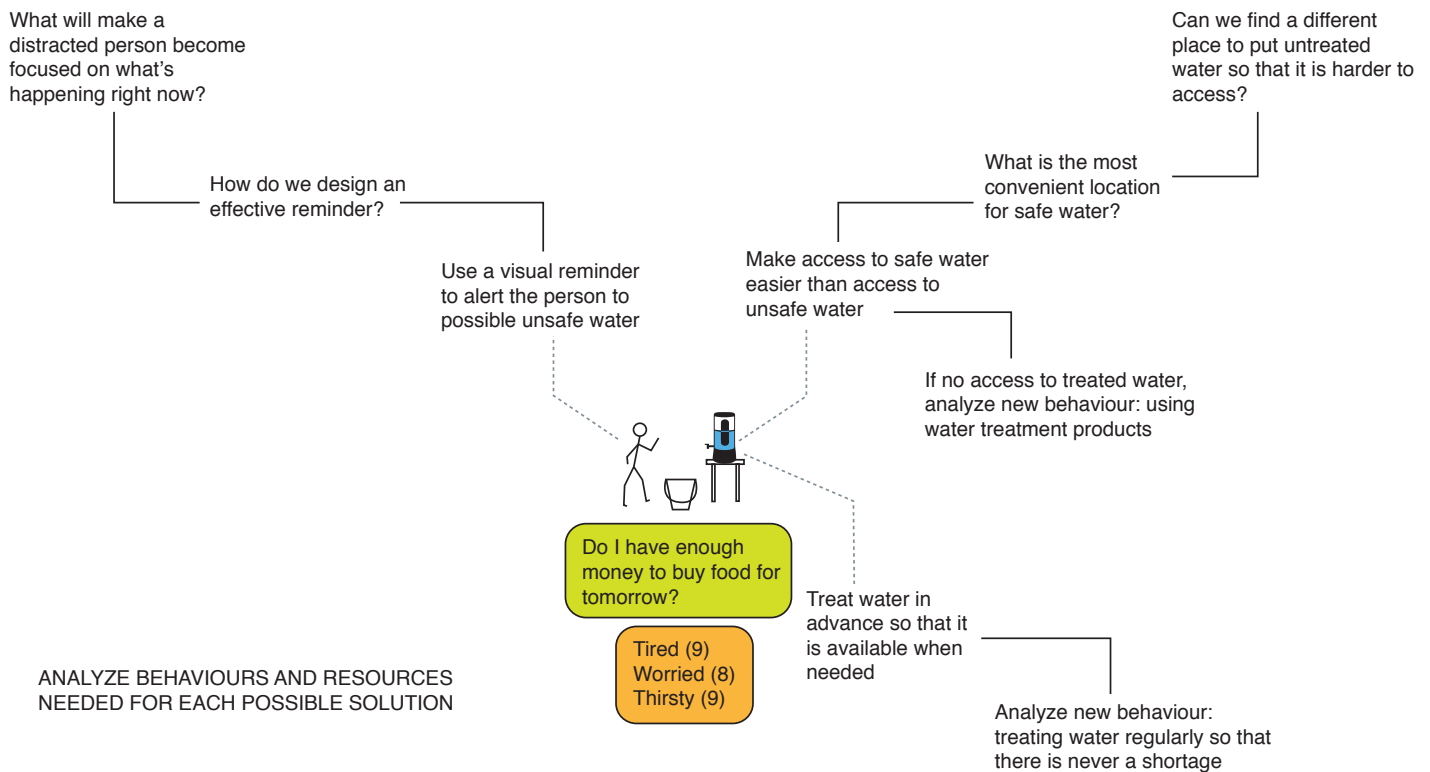 What will make a
distracted person become
focused on what's
happening right now?
Can we find a different
place to put untreated
water so that it is harder to
access?
How do we design an
effective reminder?
What is the most
convenient location
for safe water?
Use a visual reminder
to alert the person to
possible unsafe water
Make access to safe water
easier than access to
unsafe water
If no access to treated water,
analyze new behaviour: using
water treatment products
Do I have enough
money to buy food for
tomorrow?
Tired (9)
Worried (8)
Thirsty (9)
Treat water in
advance so that it
is available when
needed
ANALYZE BEHAVIOURS AND RESOURCES
NEEDED FOR EACH POSSIBLE SOLUTION
Analyze new behaviour:
treating water regularly so that
there is never a shortage